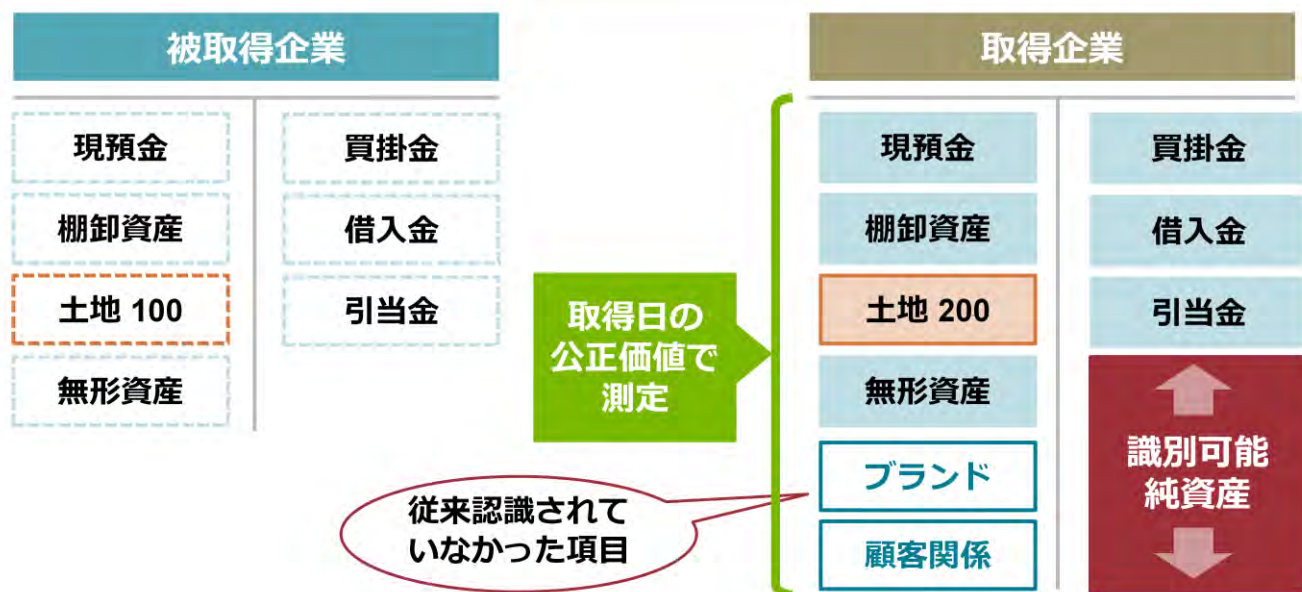 被取得企業
現預金
買掛金
棚卸資産
借入金
土地 100
引当金
無形資産
取得日の
公正価値で
測定
従来認識されて
いなかった項目
取得企業
現預金
買掛金
棚卸資産
借入金
土地 200
引当金
無形資産
ブランド
顧客関係
識別可能
純資産